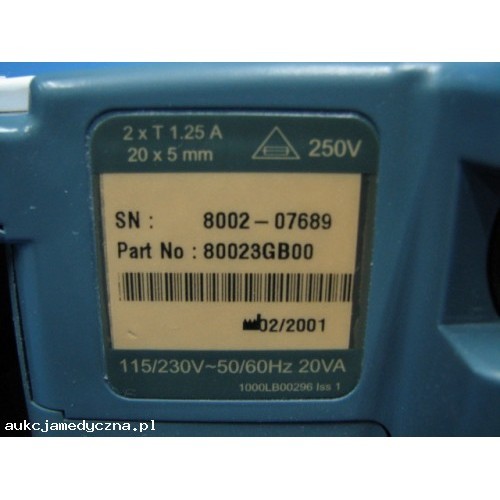 2 x T 1.25 A
20 x 5 mm
250V
SN : 8002-07689
Part No : 80023GB00
02/2001
115/230V~50/60Hz 20VA
1000LB00296 Iss 1
aukcjamedyczna.pl